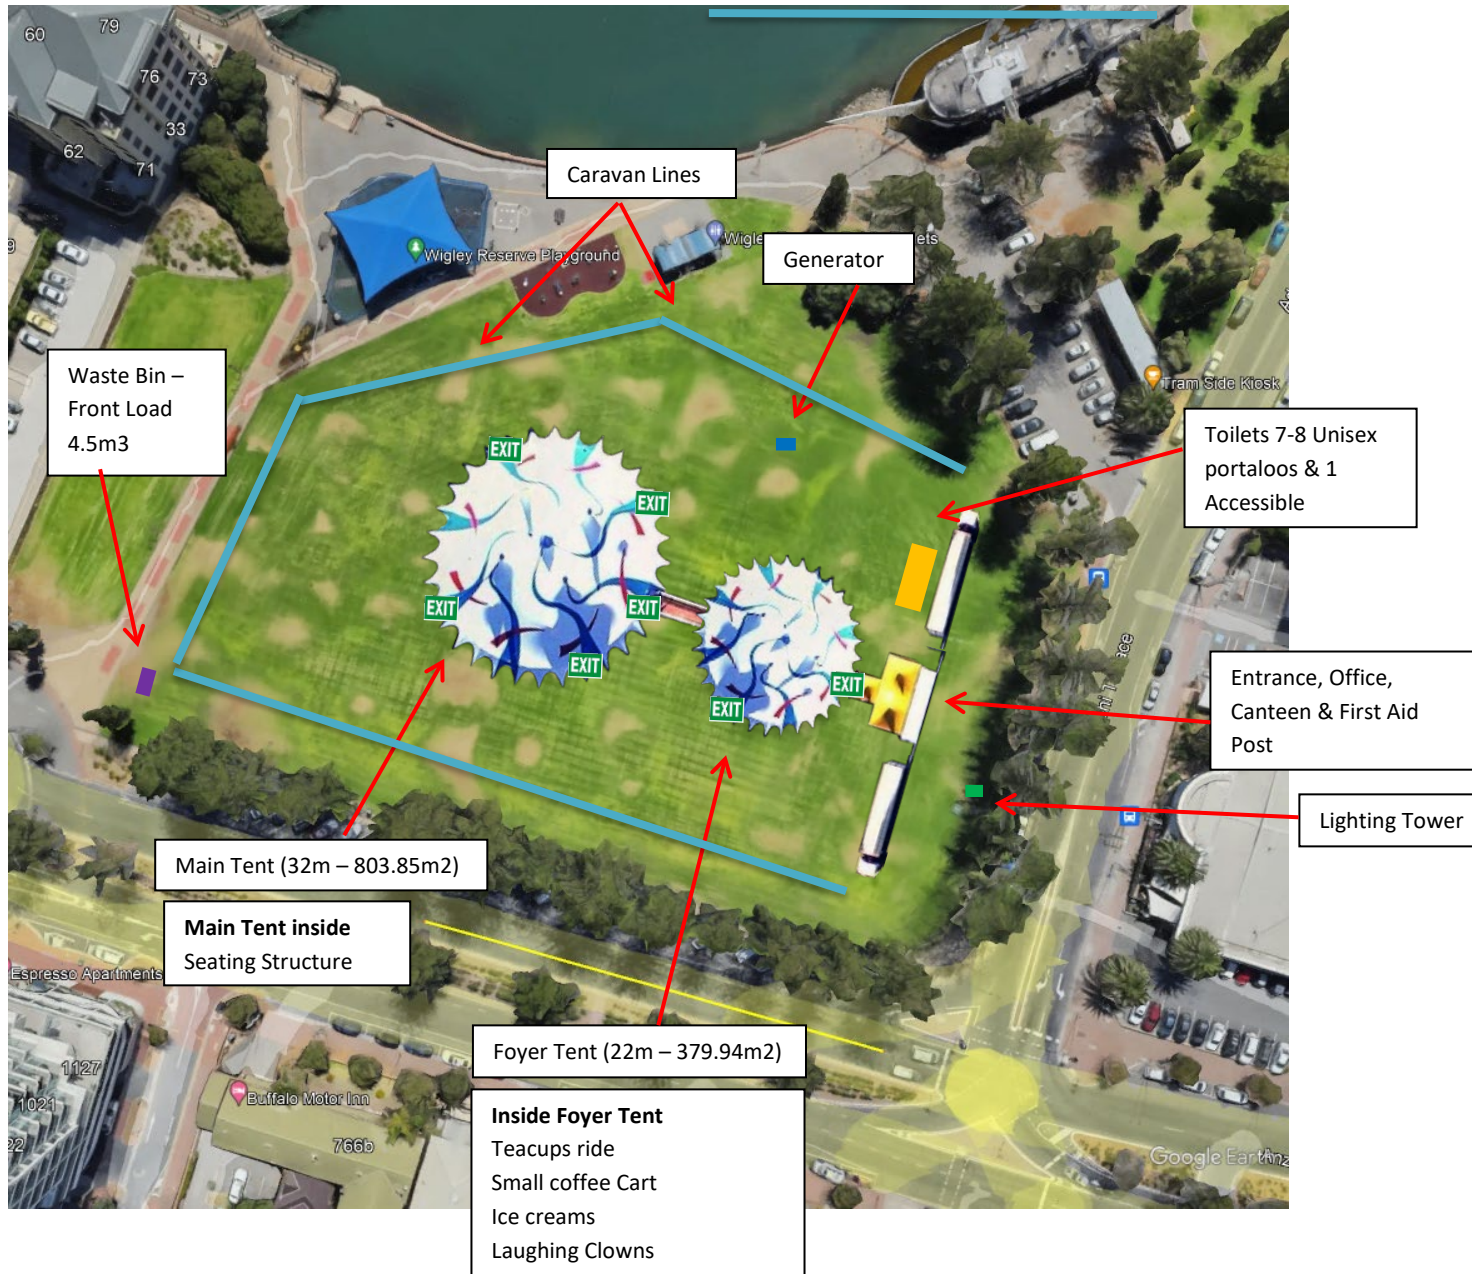 60
79
76
73
33
62
71
Caravan Lines
Wigley Reserve Playground
Generator
Waste Bin –
Front Load
4.5m3
Tram Side Kiosk
Toilets 7-8 Unisex
portaloos & 1
Accessible
EXIT
EXIT
EXIT
EXIT
EXIT
EXIT
EXIT
Entrance, Office,
Canteen & First Aid
Post
Lighting Tower
Main Tent (32m – 803.85m2)
Main Tent inside
Seating Structure
Espresso Apartments
Foyer Tent (22m – 379.94m2)
Inside Foyer Tent
Teacups ride
Small coffee Cart
Ice creams
Laughing Clowns
1127
1021
22
Buffalo Motor Inn
766b
Google Earth